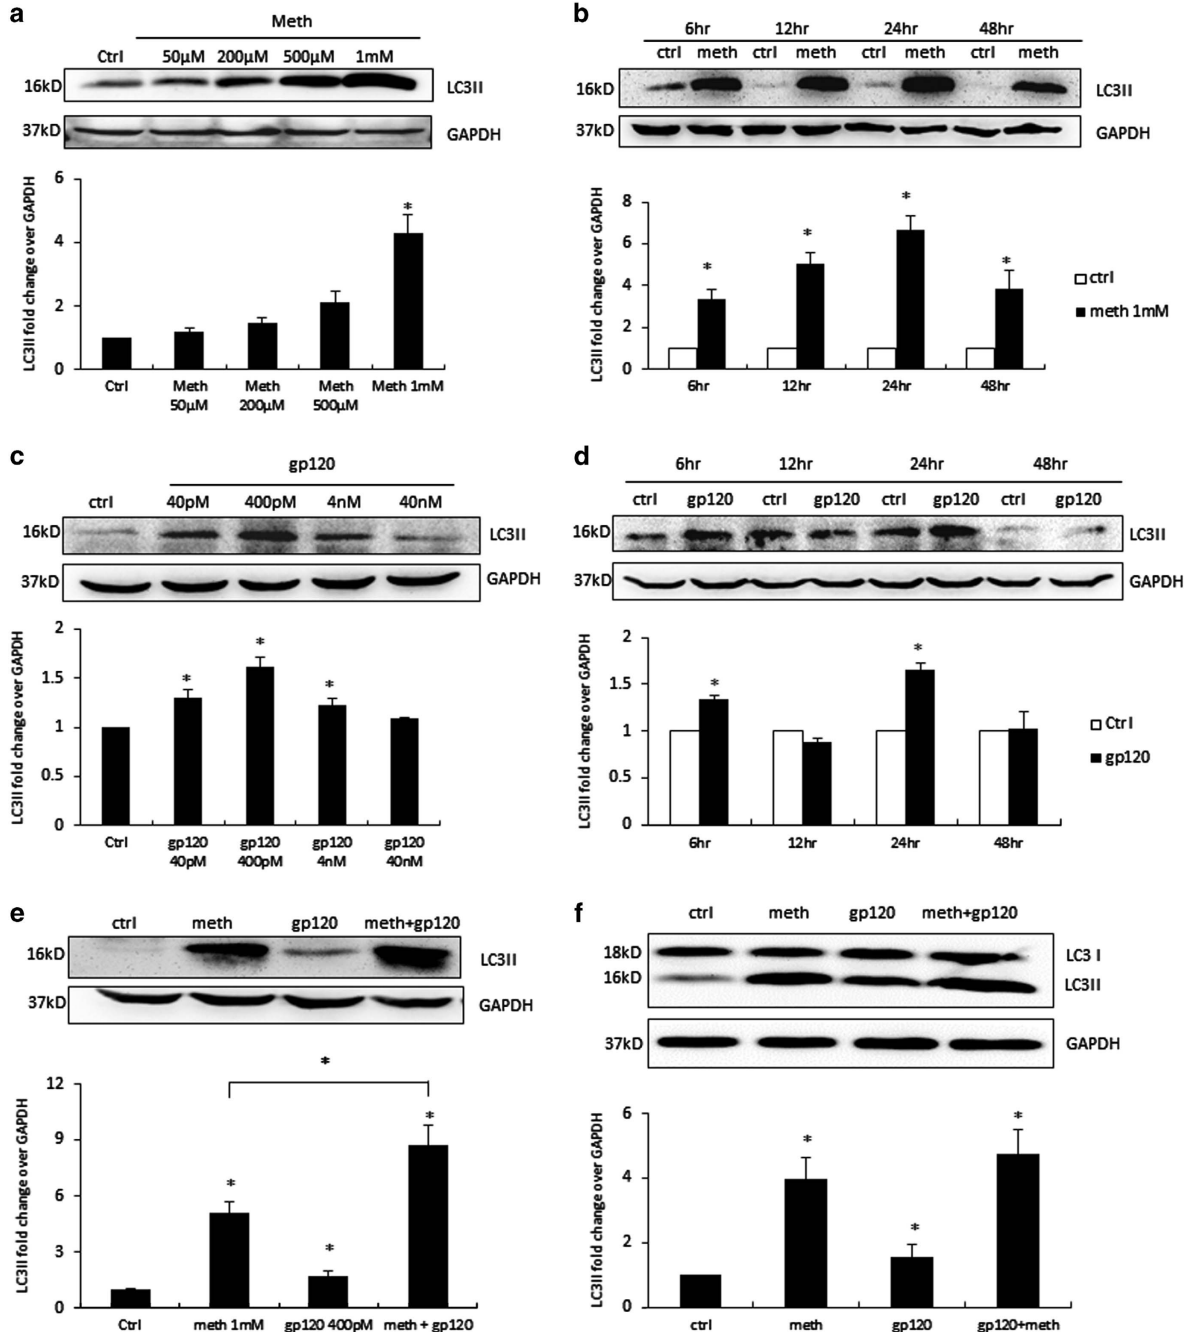 a
Meth
Ctrl 50µM 200µM 500µM 1mM
16kD LC3II
37kD GAPDH
LC3II fold change over GAPDH
6
4
2
0
*
Ctrl Meth 50µM Meth 200µM Meth 500µM Meth 1mM
b
6hr 12hr 24hr 48hr
ctrl meth ctrl meth ctrl meth ctrl meth
16kD LC3II
37kD GAPDH
LC3II fold change over GAPDH
8
6
4
2
0
* * * *
6hr 12hr 24hr 48hr
ctrl
meth 1mM
c
gp120
ctrl 40pM 400pM 4nM 40nM
16kD LC3II
37kD GAPDH
LC3II fold change over GAPDH
2
1.5
1
0.5
0
* * *
Ctrl gp120 40pM gp120 400pM gp120 4nM gp120 40nM
d
6hr 12hr 24hr 48hr
ctrl gp120 ctrl gp120 ctrl gp120 ctrl gp120
16kD LC3II
37kD GAPDH
LC3II fold change over GAPDH
2
1.5
1
0.5
0
* *
6hr 12hr 24hr 48hr
Ctrl
gp120
e
ctrl meth gp120 meth+gp120
16kD LC3II
37kD GAPDH
LC3II fold change over GAPDH
12
9
6
3
0
*
* * *
Ctrl meth 1mM gp120 400pM meth + gp120
f
ctrl meth gp120 meth+gp120
18kD LC3 I
16kD LC3II
37kD GAPDH
LC3II fold change over GAPDH
6
4
2
0
* * *
ctrl meth gp120 gp120+meth